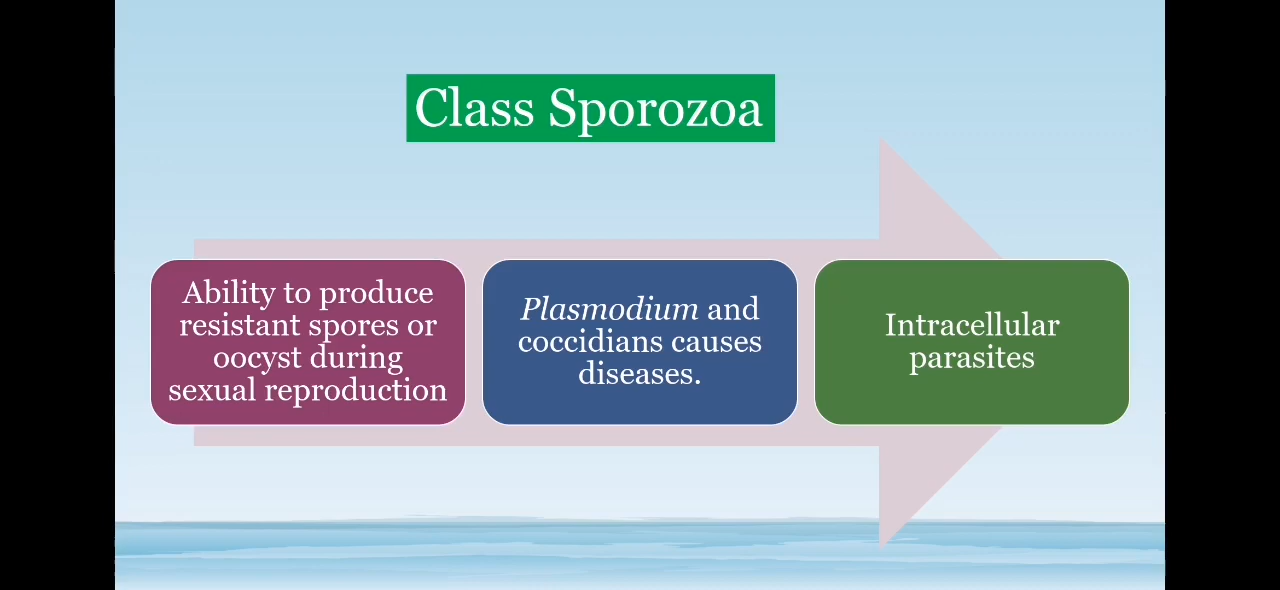 Class Sporozoa
Ability to produce
resistant spores or
oocyst during
sexual reproduction
Plasmodium and
coccidians causes
diseases.
Intracellular
parasites